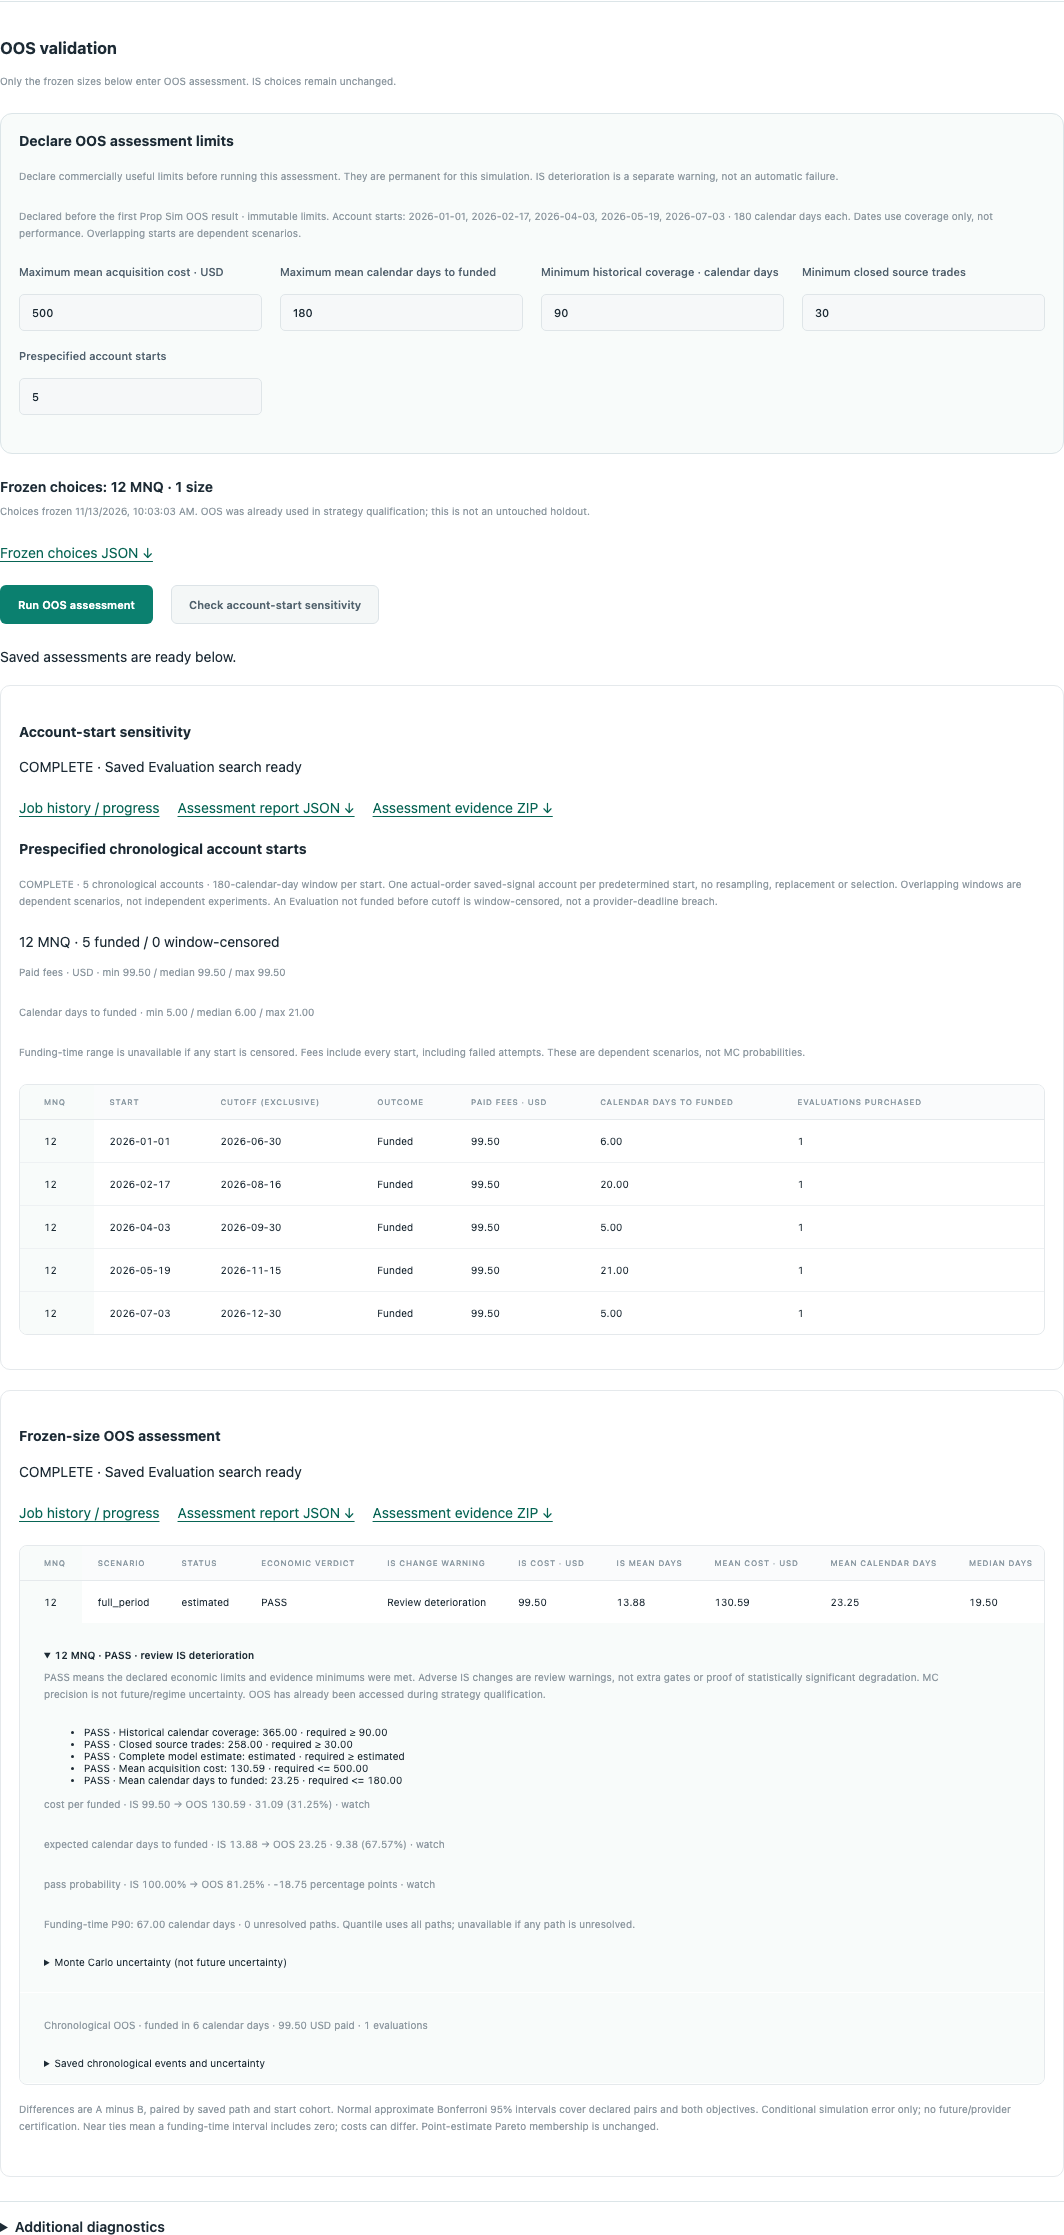 OOS validation
Only the frozen sizes below enter OOS assessment. IS choices remain unchanged.
Declare OOS assessment limits
Declare commercially useful limits before running this assessment. They are permanent for this simulation. IS deterioration is a separate warning, not an automatic failure.
Declared before the first Prop Sim OOS result · immutable limits. Account starts: 2026-01-01, 2026-02-17, 2026-04-03, 2026-05-19, 2026-07-03 · 180 calendar days each. Dates use coverage only, not
performance. Overlapping starts are dependent scenarios.
Maximum mean acquisition cost · USD
Maximum mean calendar days to funded
Minimum historical coverage · calendar days
Minimum closed source trades
500
180
90
30
Prespecified account starts
5
Frozen choices: 12 MNQ · 1 size
Choices frozen 11/13/2026, 10:03:03 AM. OOS was already used in strategy qualification; this is not an untouched holdout.
Frozen choices JSON ↓
Run OOS assessment
Check account-start sensitivity
Saved assessments are ready below.
Account-start sensitivity
COMPLETE · Saved Evaluation search ready
Job history / progress Assessment report JSON ↓ Assessment evidence ZIP ↓
Prespecified chronological account starts
COMPLETE · 5 chronological accounts · 180-calendar-day window per start. One actual-order saved-signal account per predetermined start, no resampling, replacement or selection. Overlapping windows are
dependent scenarios, not independent experiments. An Evaluation not funded before cutoff is window-censored, not a provider-deadline breach.
12 MNQ · 5 funded / 0 window-censored
Paid fees · USD · min 99.50 / median 99.50 / max 99.50
Calendar days to funded · min 5.00 / median 6.00 / max 21.00
Funding-time range is unavailable if any start is censored. Fees include every start, including failed attempts. These are dependent scenarios, not MC probabilities.
MNQ START CUTOFF (EXCLUSIVE) OUTCOME PAID FEES · USD CALENDAR DAYS TO FUNDED EVALUATIONS PURCHASED
12 2026-01-01 2026-06-30 Funded 99.50 6.00 1
12 2026-02-17 2026-08-16 Funded 99.50 20.00 1
12 2026-04-03 2026-09-30 Funded 99.50 5.00 1
12 2026-05-19 2026-11-15 Funded 99.50 21.00 1
12 2026-07-03 2026-12-30 Funded 99.50 5.00 1
Frozen-size OOS assessment
COMPLETE · Saved Evaluation search ready
Job history / progress Assessment report JSON ↓ Assessment evidence ZIP ↓
MNQ SCENARIO STATUS ECONOMIC VERDICT IS CHANGE WARNING IS COST · USD IS MEAN DAYS MEAN COST · USD MEAN CALENDAR DAYS MEDIAN DAYS
12 full_period estimated PASS Review deterioration 99.50 13.88 130.59 23.25 19.50
▼ 12 MNQ · PASS · review IS deterioration
PASS means the declared economic limits and evidence minimums were met. Adverse IS changes are review warnings, not extra gates or proof of statistically significant degradation. MC
precision is not future/regime uncertainty. OOS has already been accessed during strategy qualification.
• PASS · Historical calendar coverage: 365.00 · required ≥ 90.00
• PASS · Closed source trades: 258.00 · required ≥ 30.00
• PASS · Complete model estimate: estimated · required ≥ estimated
• PASS · Mean acquisition cost: 130.59 · required <= 500.00
• PASS · Mean calendar days to funded: 23.25 · required <= 180.00
cost per funded · IS 99.50 → OOS 130.59 · 31.09 (31.25%) · watch
expected calendar days to funded · IS 13.88 → OOS 23.25 · 9.38 (67.57%) · watch
pass probability · IS 100.00% → OOS 81.25% · -18.75 percentage points · watch
Funding-time P90: 67.00 calendar days · 0 unresolved paths. Quantile uses all paths; unavailable if any path is unresolved.
▶ Monte Carlo uncertainty (not future uncertainty)
Chronological OOS · funded in 6 calendar days · 99.50 USD paid · 1 evaluations
▶ Saved chronological events and uncertainty
Differences are A minus B, paired by saved path and start cohort. Normal approximate Bonferroni 95% intervals cover declared pairs and both objectives. Conditional simulation error only; no future/provider
certification. Near ties mean a funding-time interval includes zero; costs can differ. Point-estimate Pareto membership is unchanged.
▶ Additional diagnostics